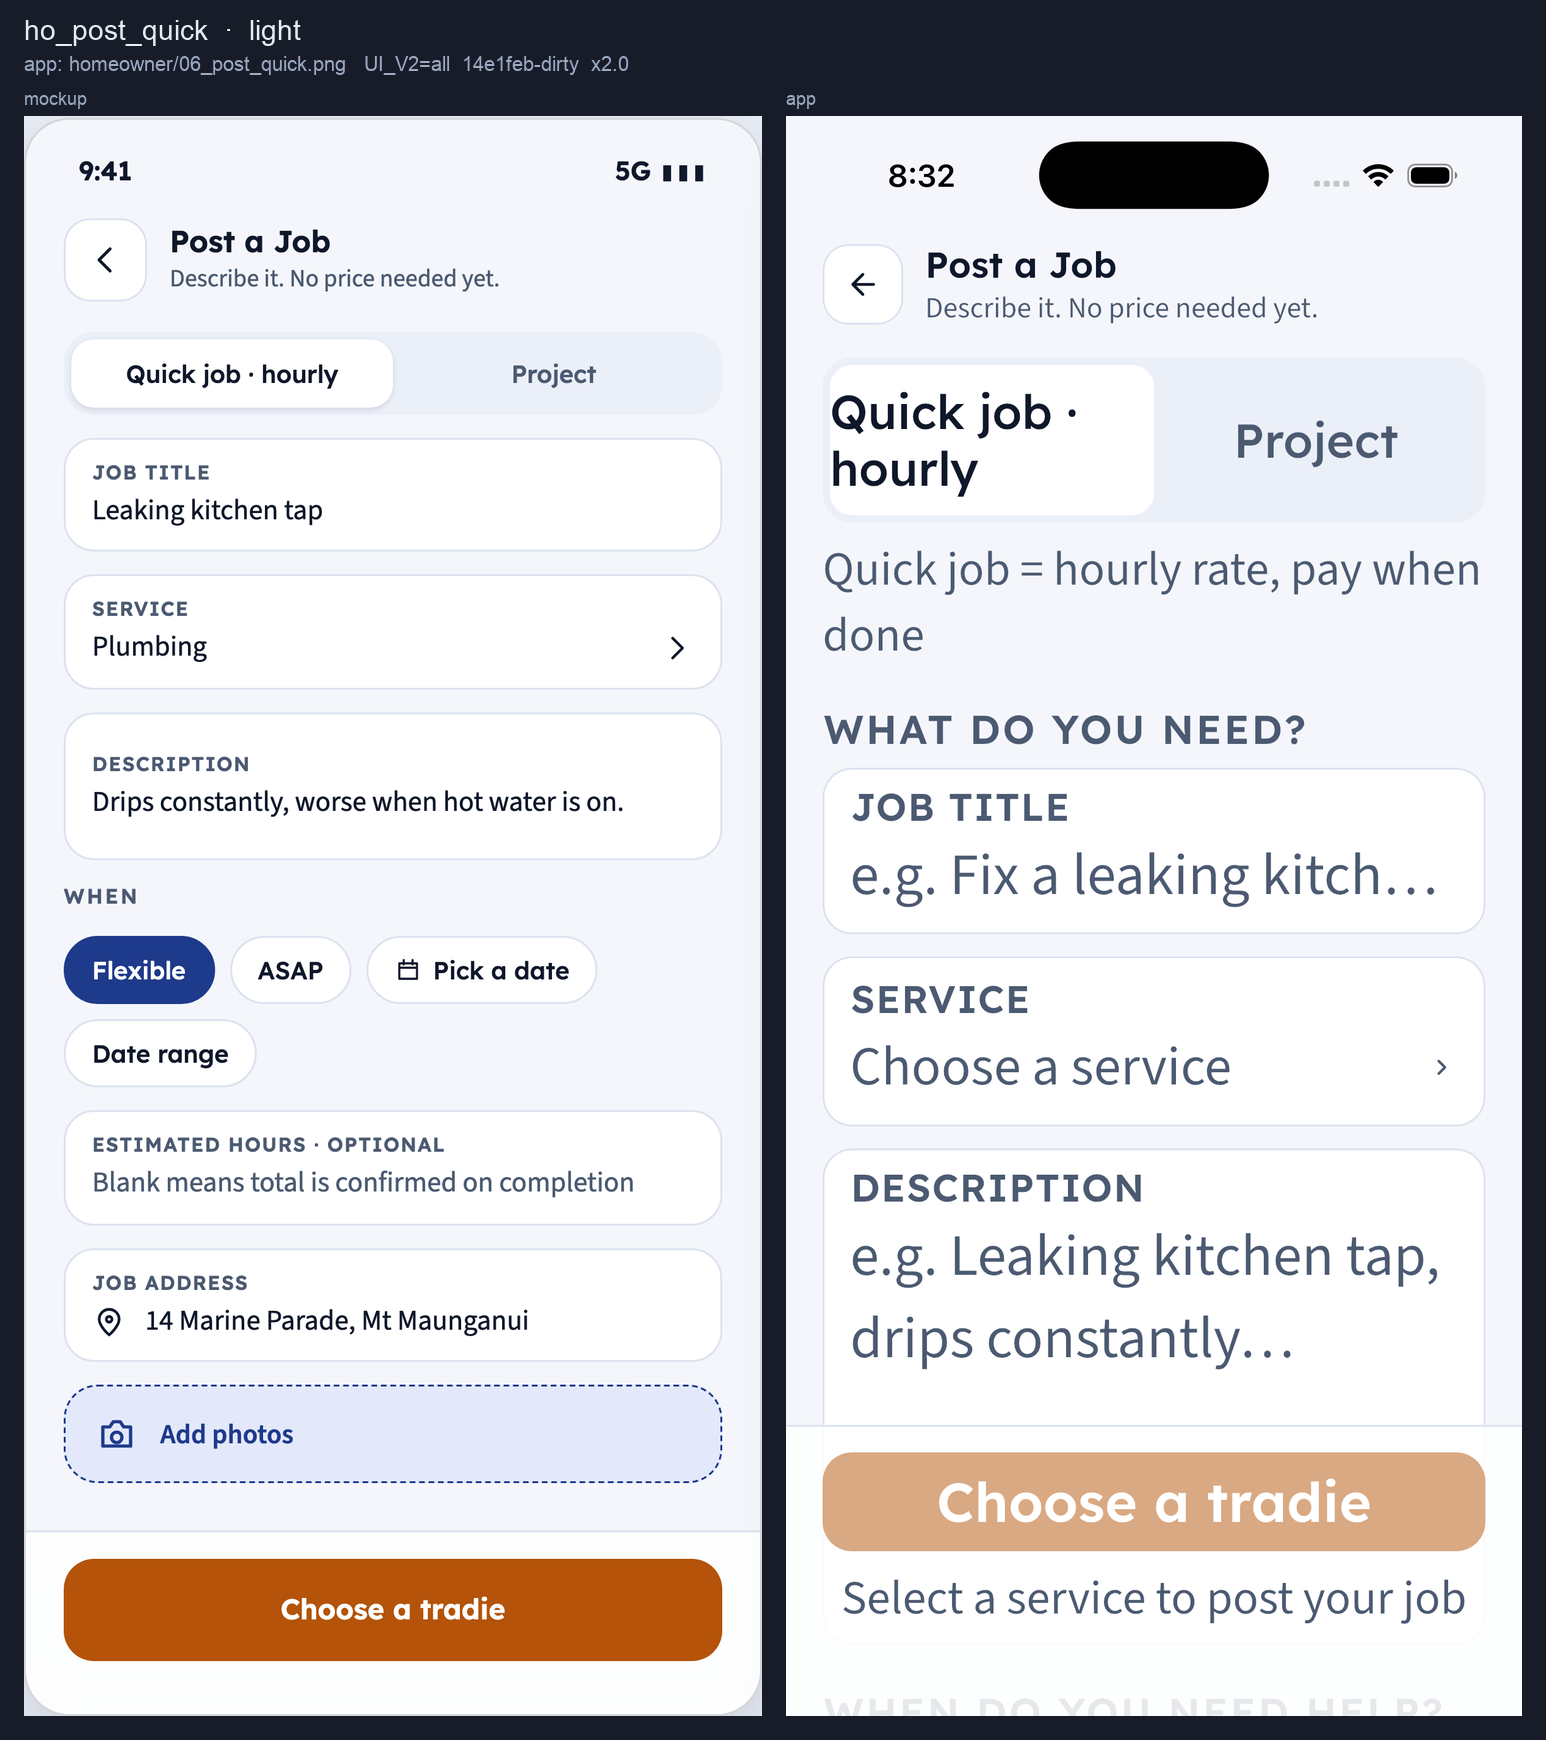 ho_post_quick · light
app: homeowner/06_post_quick.png UI_V2=all 14e1feb-dirty x2.0
mockup
9:41
5G
Post a Job
Describe it. No price needed yet.
Quick job · hourly
Project
JOB TITLE
Leaking kitchen tap
SERVICE
Plumbing
DESCRIPTION
Drips constantly, worse when hot water is on.
WHEN
Flexible
ASAP
Pick a date
Date range
ESTIMATED HOURS · OPTIONAL
Blank means total is confirmed on completion
JOB ADDRESS
14 Marine Parade, Mt Maunganui
Add photos
Choose a tradie
app
8:32
Post a Job
Describe it. No price needed yet.
Quick job ·
hourly
Project
Quick job = hourly rate, pay when
done
WHAT DO YOU NEED?
JOB TITLE
e.g. Fix a leaking kitch...
SERVICE
Choose a service
DESCRIPTION
e.g. Leaking kitchen tap,
drips constantly...
Choose a tradie
Select a service to post your job
WHEN DO YOU NEED HELP?